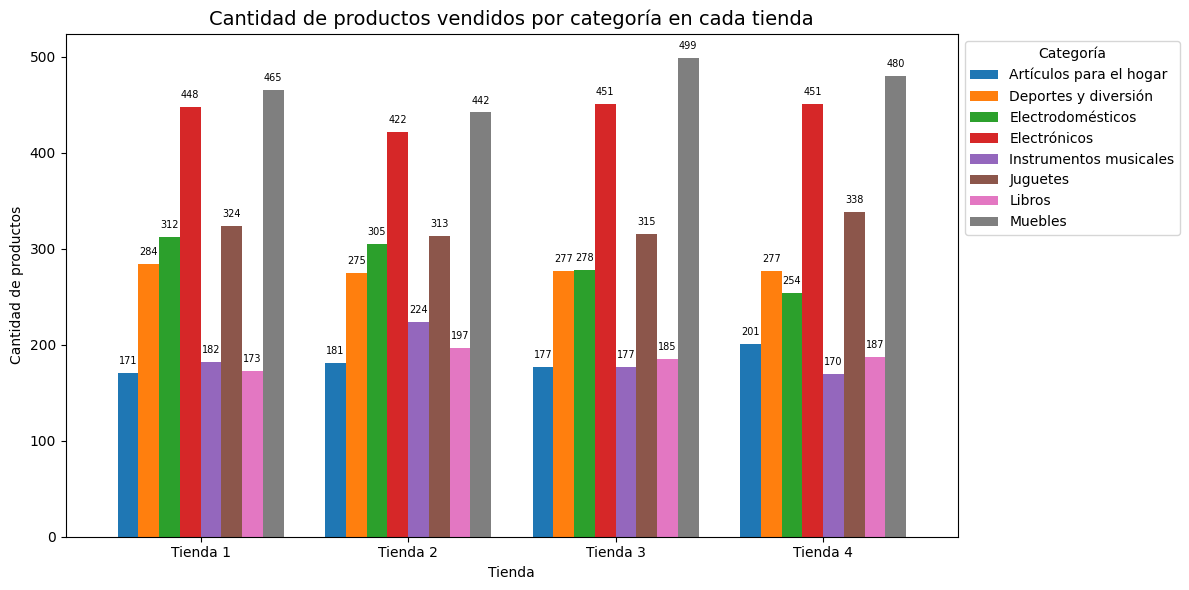 Cantidad de productos vendidos por categoría en cada tienda
Cantidad de productos
500
400
300
200
100
0
171
284
312
448
182
324
173
465
181
275
305
422
224
313
197
442
177
277
278
451
177
315
185
499
201
277
254
451
170
338
187
480
Tienda 1
Tienda 2
Tienda 3
Tienda 4
Tienda
Categoría
Artículos para el hogar
Deportes y diversión
Electrodomésticos
Electrónicos
Instrumentos musicales
Juguetes
Libros
Muebles